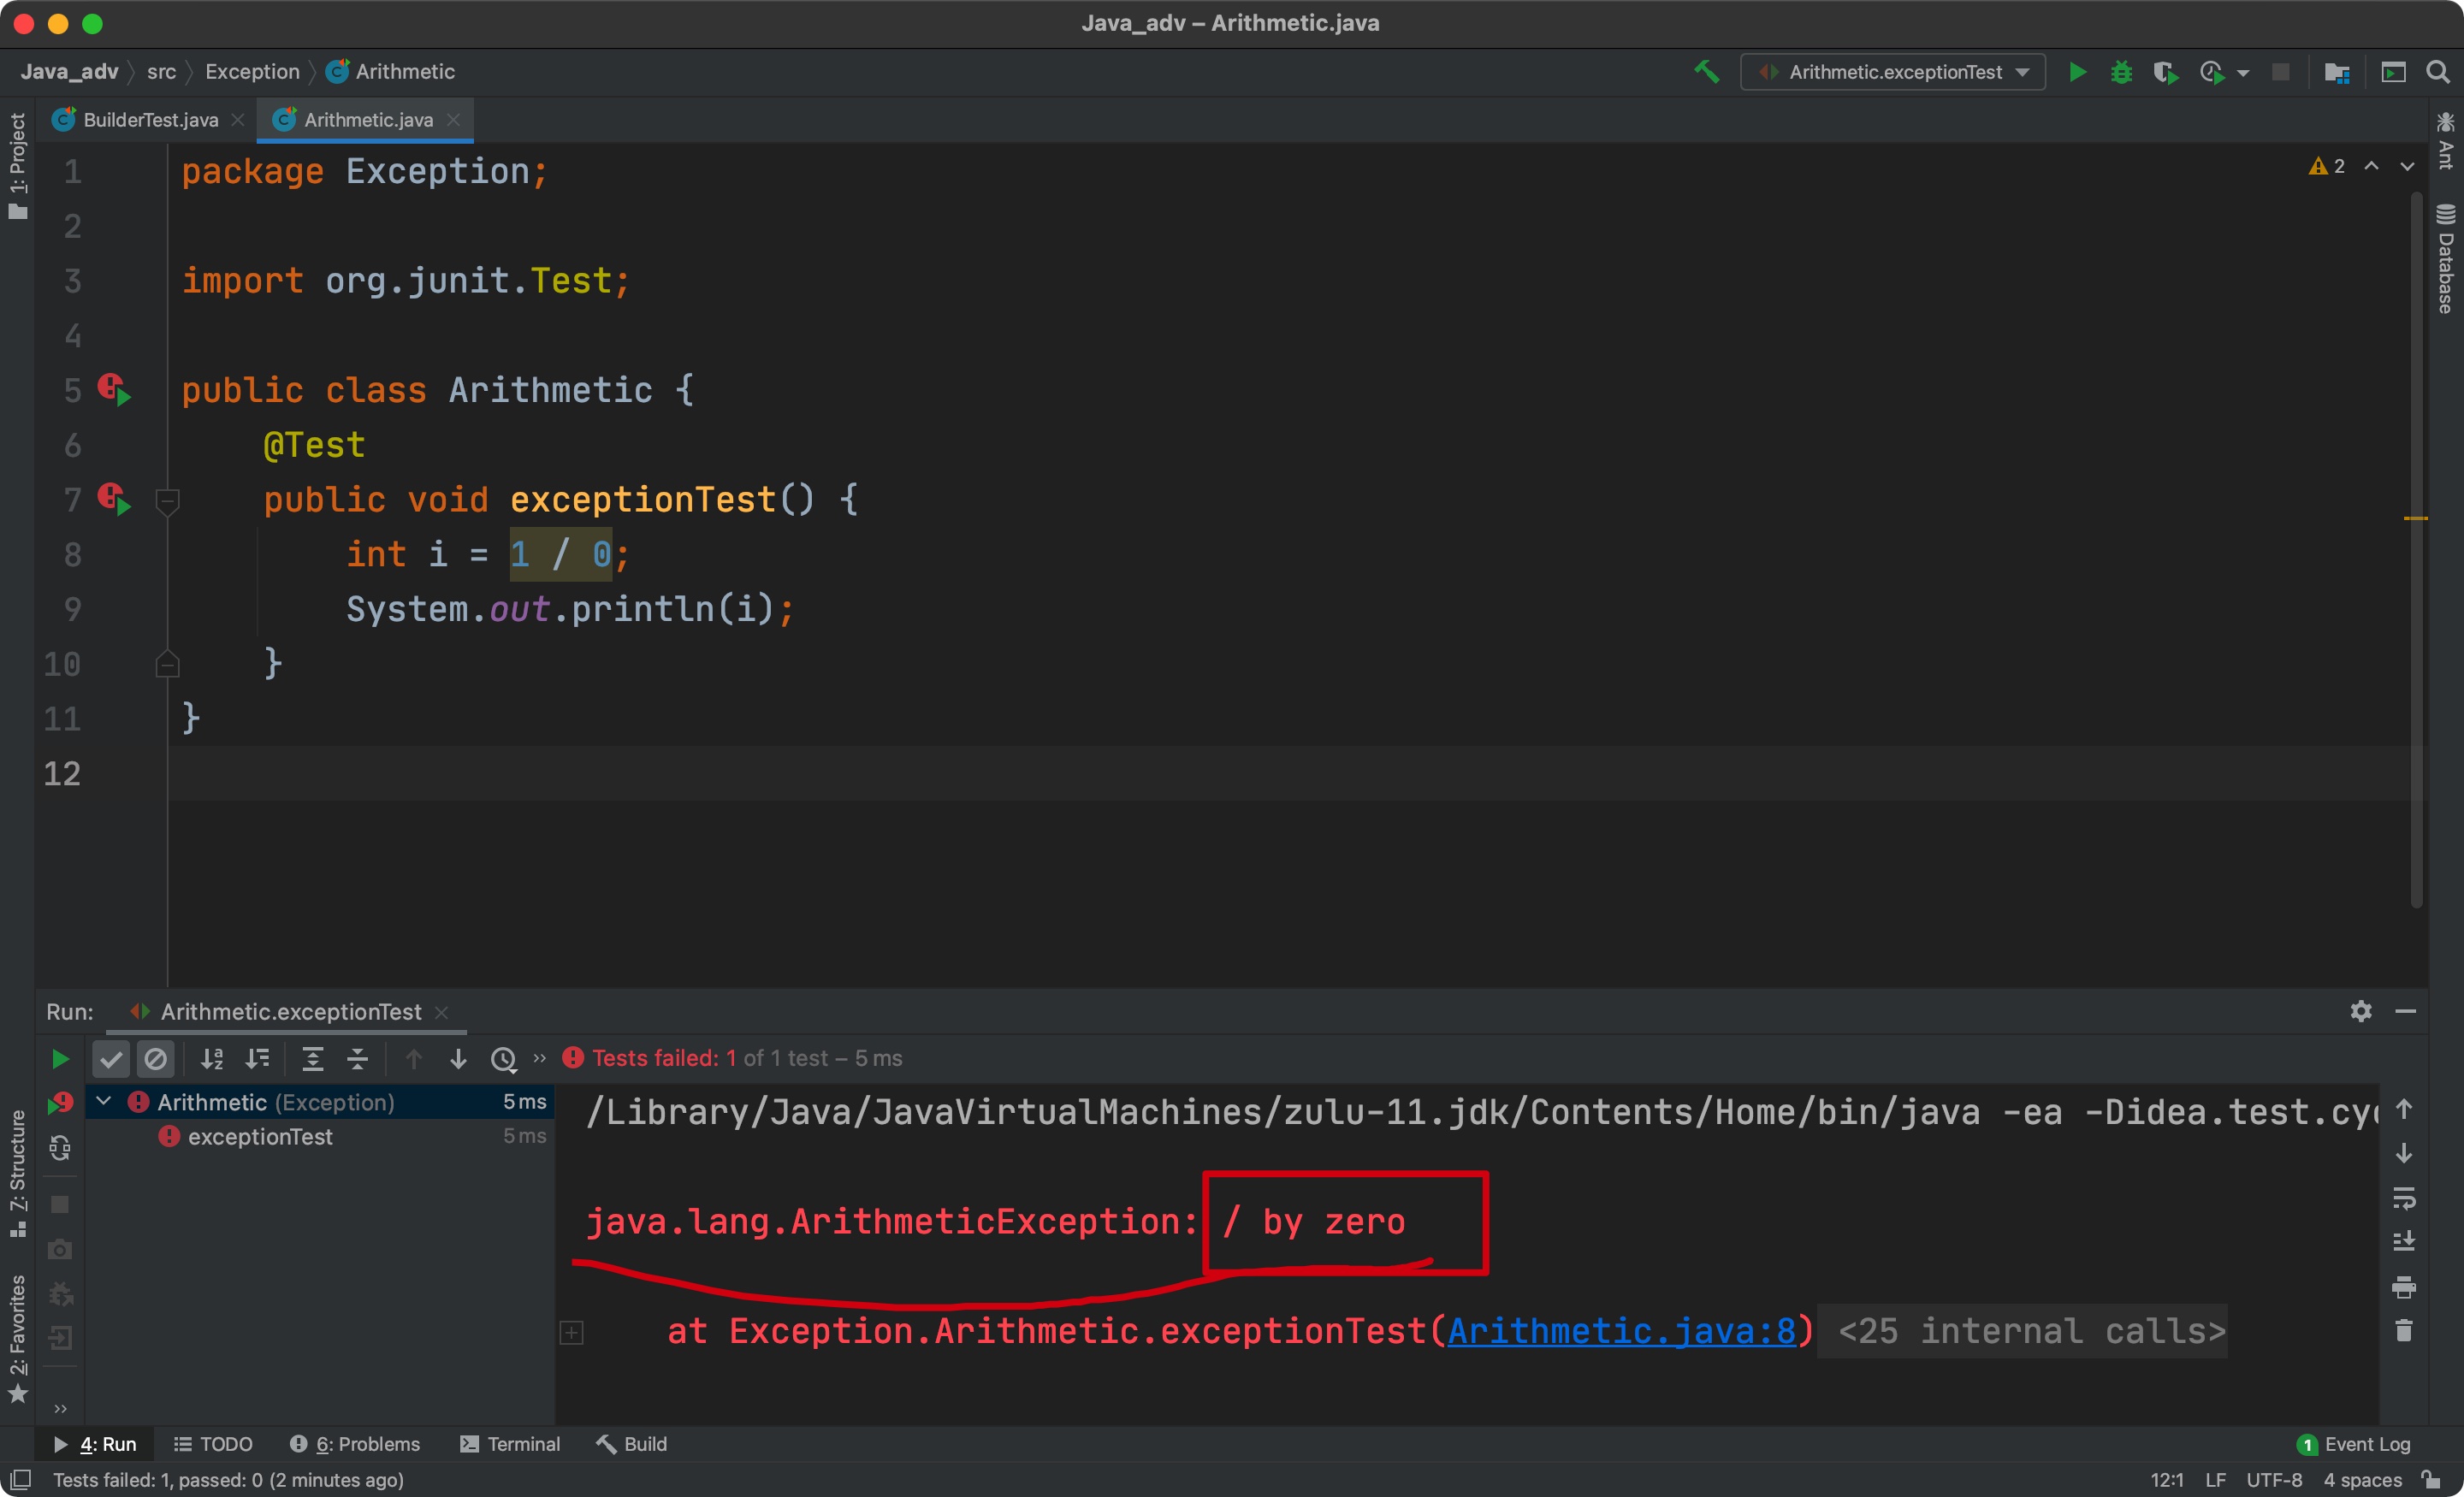 Java_adv – Arithmetic.java
Java_adv src Exception Arithmetic
Arithmetic.exceptionTest
BuilderTest.java
Arithmetic.java
1: Project
Ant
Database
2
1 package Exception;
2
3 import org.junit.Test;
4
5 public class Arithmetic {
6 @Test
7 public void exceptionTest() {
8 int i = 1 / 0;
9 System.out.println(i);
10 }
11 }
12
Run: Arithmetic.exceptionTest
Tests failed: 1 of 1 test – 5 ms
Arithmetic (Exception) 5 ms
exceptionTest 5 ms
/Library/Java/JavaVirtualMachines/zulu-11.jdk/Contents/Home/bin/java -ea -Didea.test.cyc
java.lang.ArithmeticException: / by zero
at Exception.Arithmetic.exceptionTest(Arithmetic.java:8) <25 internal calls>
7: Structure
2: Favorites
4: Run TODO 6: Problems Terminal Build
1 Event Log
Tests failed: 1, passed: 0 (2 minutes ago)
12:1 LF UTF-8 4 spaces